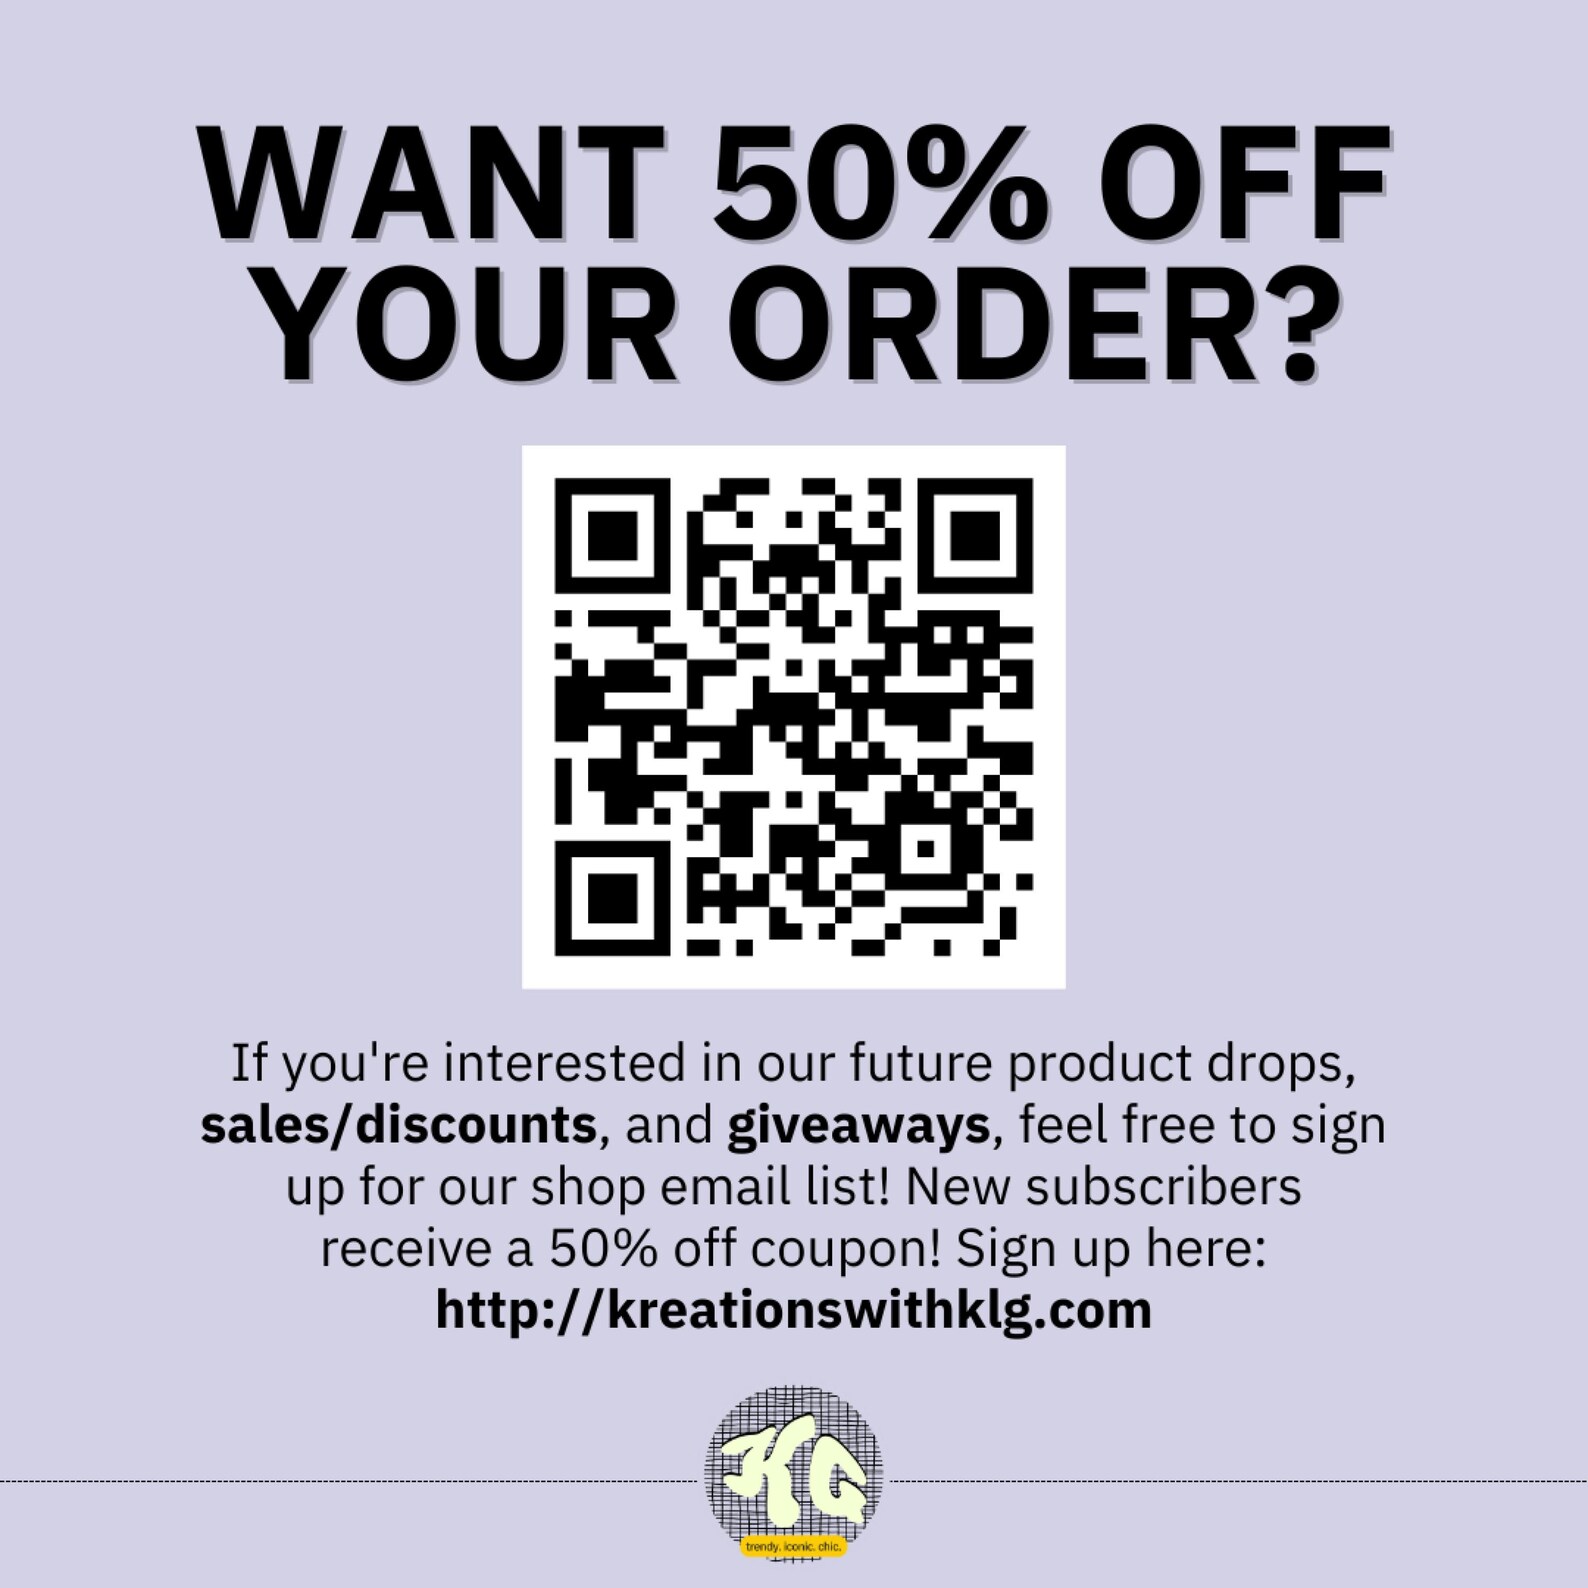 WANT 50% OFF
YOUR ORDER?
If you're interested in our future product drops,
sales/discounts, and giveaways, feel free to sign
up for our shop email list! New subscribers
receive a 50% off coupon! Sign up here:
http://kreationswithklg.com
KG
trendy. iconic. chic.